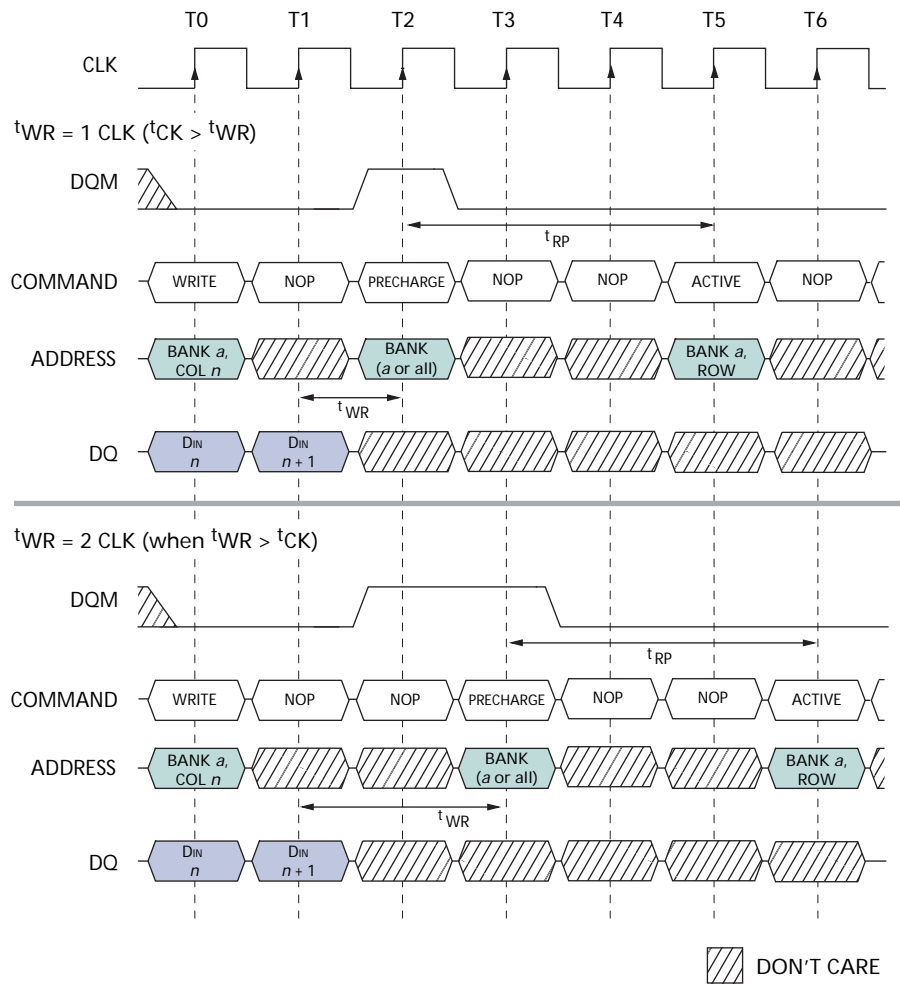 T0 T1 T2 T3 T4 T5 T6
CLK
tWR = 1 CLK (tCK > tWR)
DQM
tRP
COMMAND WRITE NOP PRECHARGE NOP NOP ACTIVE NOP
ADDRESS BANK a, COL n BANK (a or all) BANK a, ROW
tWR
DQ DIN n DIN n + 1
tWR = 2 CLK (when tWR > tCK)
DQM
tRP
COMMAND WRITE NOP NOP PRECHARGE NOP NOP ACTIVE
ADDRESS BANK a, COL n BANK (a or all) BANK a, ROW
tWR
DQ DIN n DIN n + 1
DON'T CARE